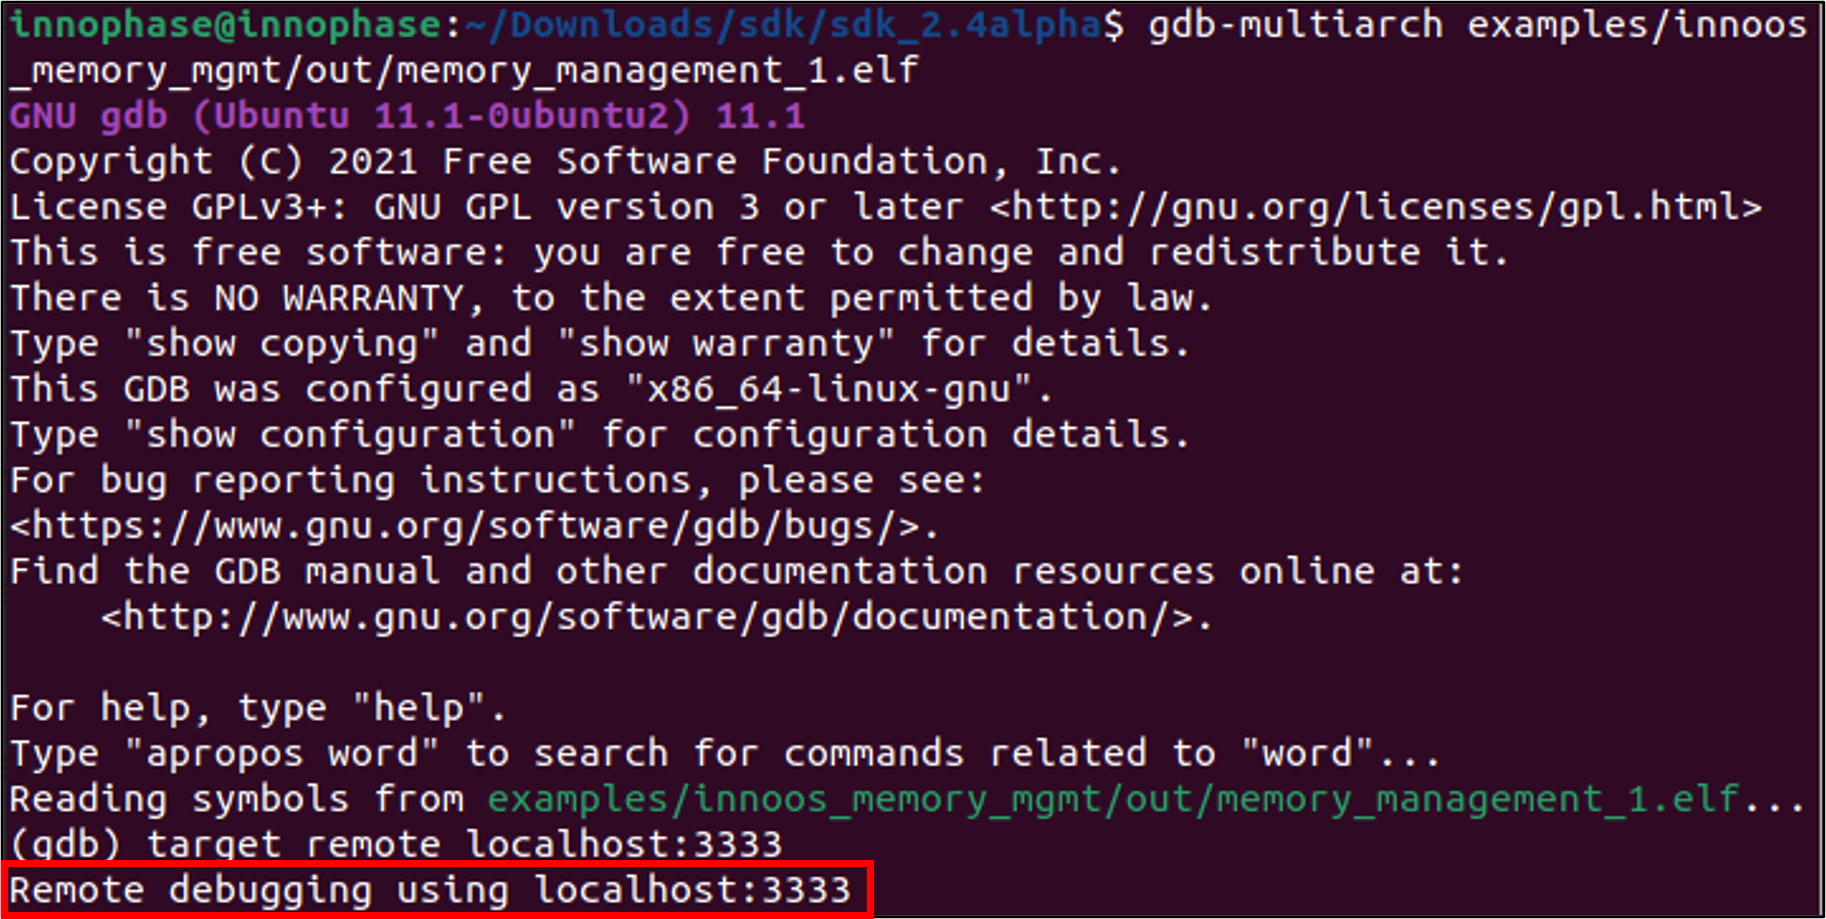 innophase@innophase:~/Downloads/sdk/sdk_2.4alpha$ gdb-multiarch examples/innoos
_memory_mgmt/out/memory_management_1.elf
GNU gdb (Ubuntu 11.1-0ubuntu2) 11.1
Copyright (C) 2021 Free Software Foundation, Inc.
License GPLv3+: GNU GPL version 3 or later <http://gnu.org/licenses/gpl.html>
This is free software: you are free to change and redistribute it.
There is NO WARRANTY, to the extent permitted by law.
Type "show copying" and "show warranty" for details.
This GDB was configured as "x86_64-linux-gnu".
Type "show configuration" for configuration details.
For bug reporting instructions, please see:
<https://www.gnu.org/software/gdb/bugs/>.
Find the GDB manual and other documentation resources online at:
    <http://www.gnu.org/software/gdb/documentation/>.

For help, type "help".
Type "apropos word" to search for commands related to "word"...
Reading symbols from examples/innoos_memory_mgmt/out/memory_management_1.elf...
(gdb) target remote localhost:3333
Remote debugging using localhost:3333